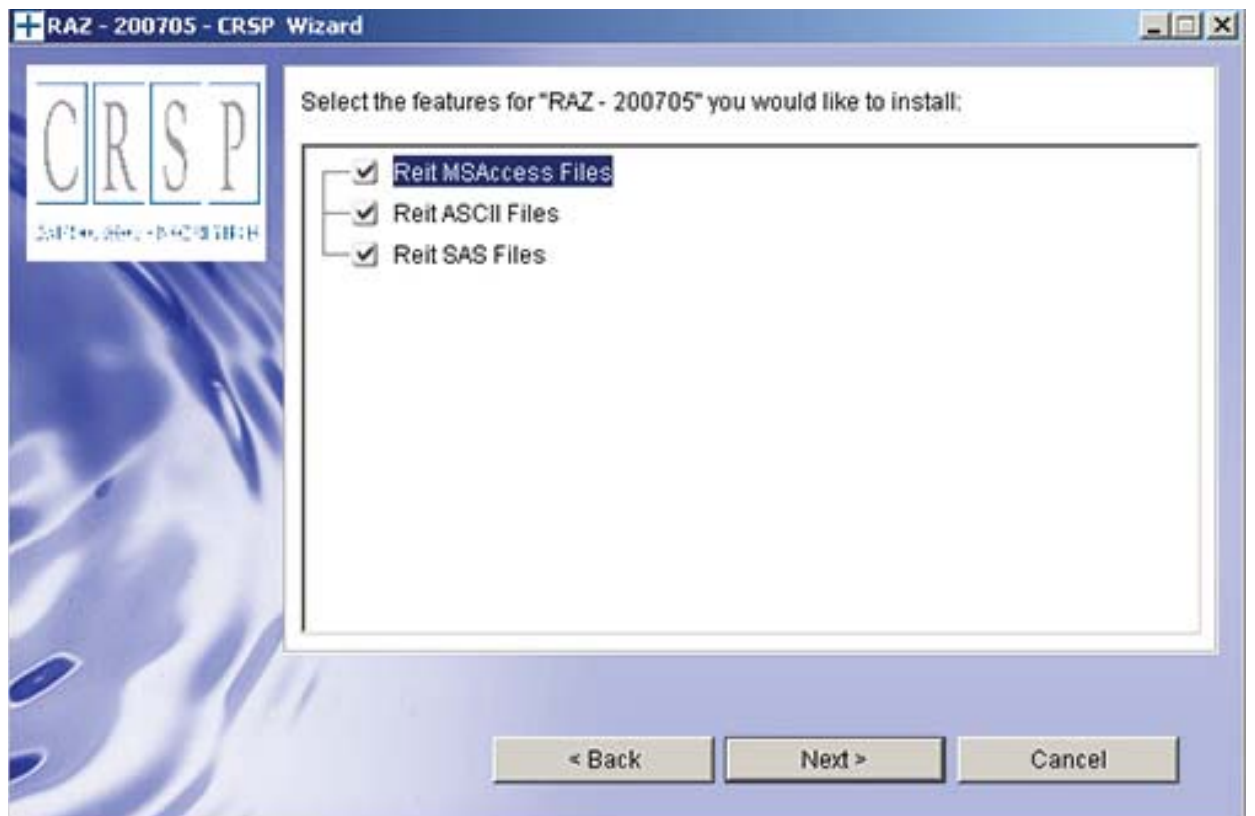 RAZ - 200705 - CRSP Wizard
CRSP
Select the features for "RAZ - 200705" you would like to install:
Reit MSAccess Files
Reit ASCII Files
Reit SAS Files
< Back
Next >
Cancel